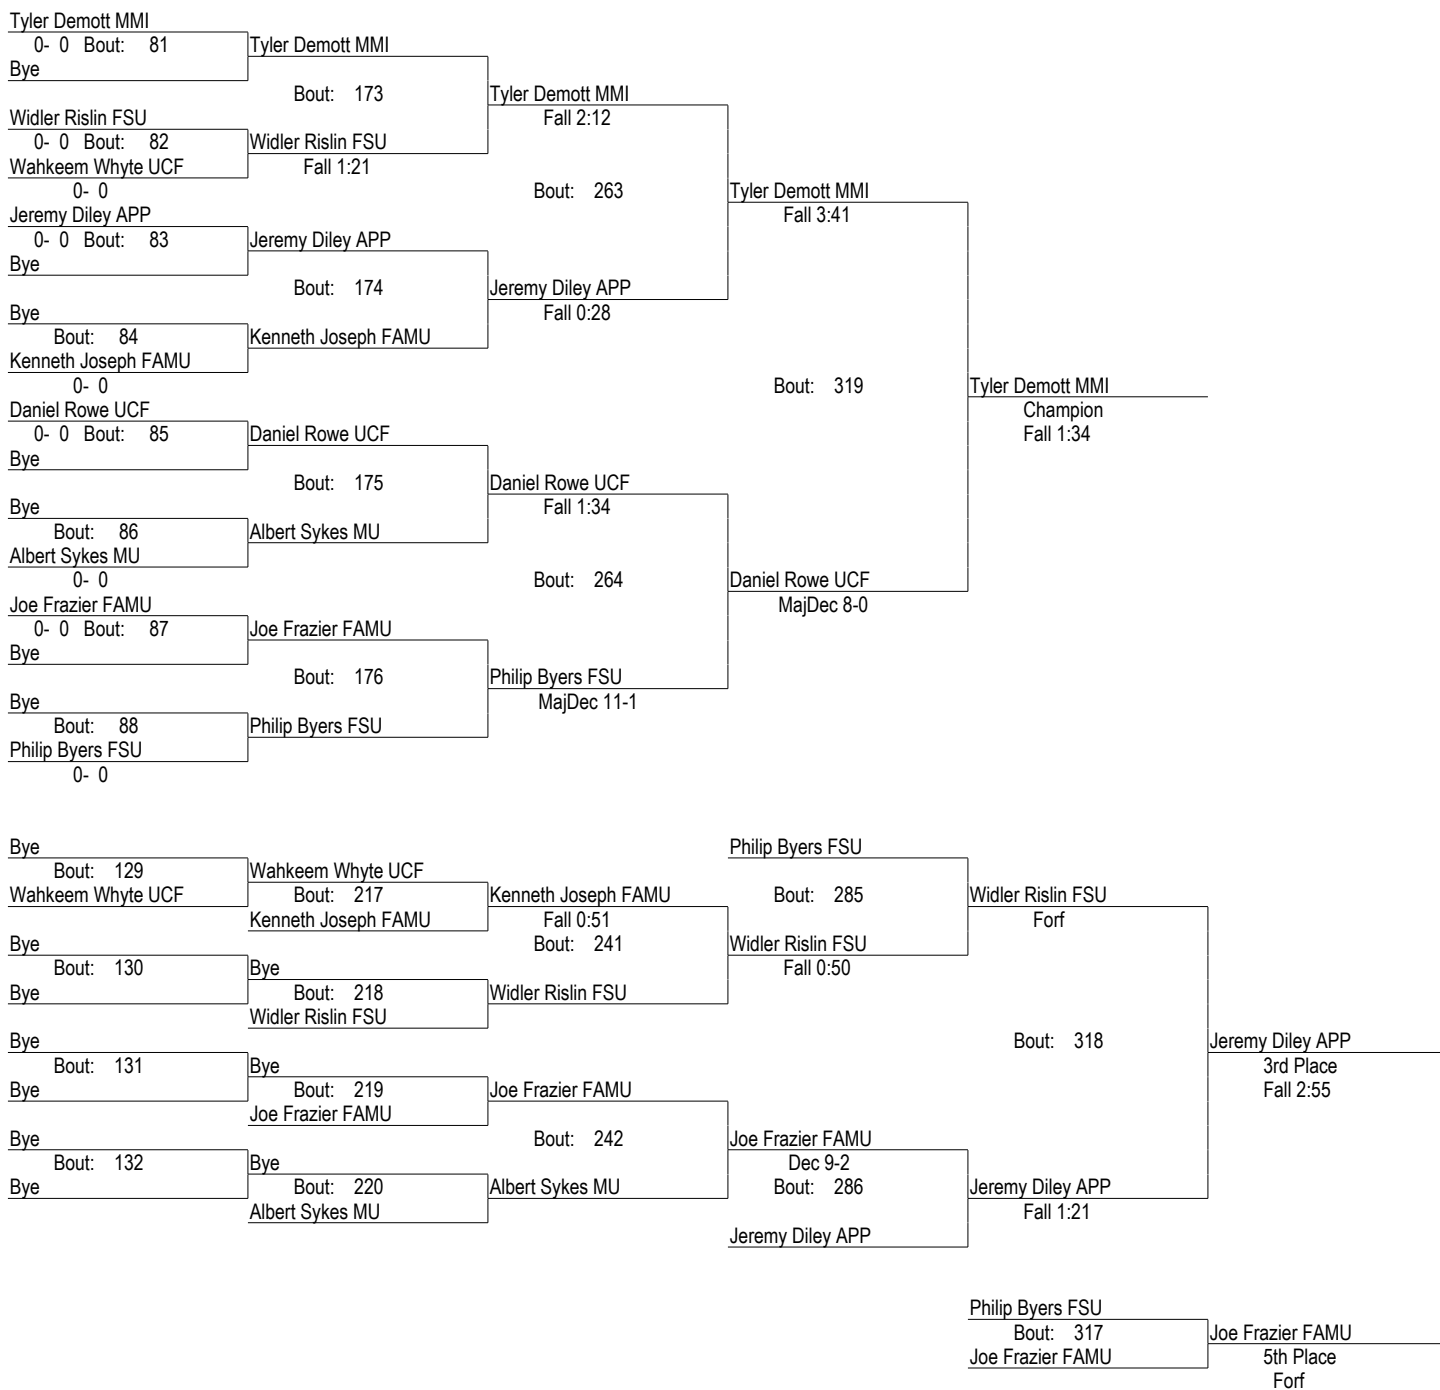 Tyler Demott MMI
0- 0 Bout: 81 Tyler Demott MMI
Bye
Bout: 173 Tyler Demott MMI
Widler Rislin FSU Fall 2:12
0- 0 Bout: 82 Widler Rislin FSU
Wahkeem Whyte UCF Fall 1:21
0- 0 Bout: 263 Tyler Demott MMI
Jeremy Diley APP Fall 3:41
0- 0 Bout: 83 Jeremy Diley APP
Bye
Bout: 174 Jeremy Diley APP
Bye Fall 0:28
Bout: 84 Kenneth Joseph FAMU
Kenneth Joseph FAMU
0- 0 Bout: 319 Tyler Demott MMI
Daniel Rowe UCF Champion
0- 0 Bout: 85 Daniel Rowe UCF Fall 1:34
Bye
Bout: 175 Daniel Rowe UCF
Bye Fall 1:34
Bout: 86 Albert Sykes MU
Albert Sykes MU
0- 0 Bout: 264 Daniel Rowe UCF
Joe Frazier FAMU MajDec 8-0
0- 0 Bout: 87 Joe Frazier FAMU
Bye
Bout: 176 Philip Byers FSU
Bye MajDec 11-1
Bout: 88 Philip Byers FSU
Philip Byers FSU
0- 0
Bye Philip Byers FSU
Bout: 129 Wahkeem Whyte UCF
Wahkeem Whyte UCF Bout: 217 Kenneth Joseph FAMU Bout: 285 Widler Rislin FSU
Kenneth Joseph FAMU Fall 0:51 Forf
Bye Bout: 241 Widler Rislin FSU
Bout: 130 Bye Fall 0:50
Bye Bout: 218 Widler Rislin FSU
Widler Rislin FSU
Bye Bout: 318 Jeremy Diley APP
Bout: 131 Bye 3rd Place
Bye Bout: 219 Joe Frazier FAMU Fall 2:55
Joe Frazier FAMU
Bye Bout: 242 Joe Frazier FAMU
Bout: 132 Bye Dec 9-2
Bye Bout: 220 Albert Sykes MU Bout: 286 Jeremy Diley APP
Albert Sykes MU Fall 1:21
Jeremy Diley APP
Philip Byers FSU
Bout: 317 Joe Frazier FAMU
Joe Frazier FAMU 5th Place
Forf